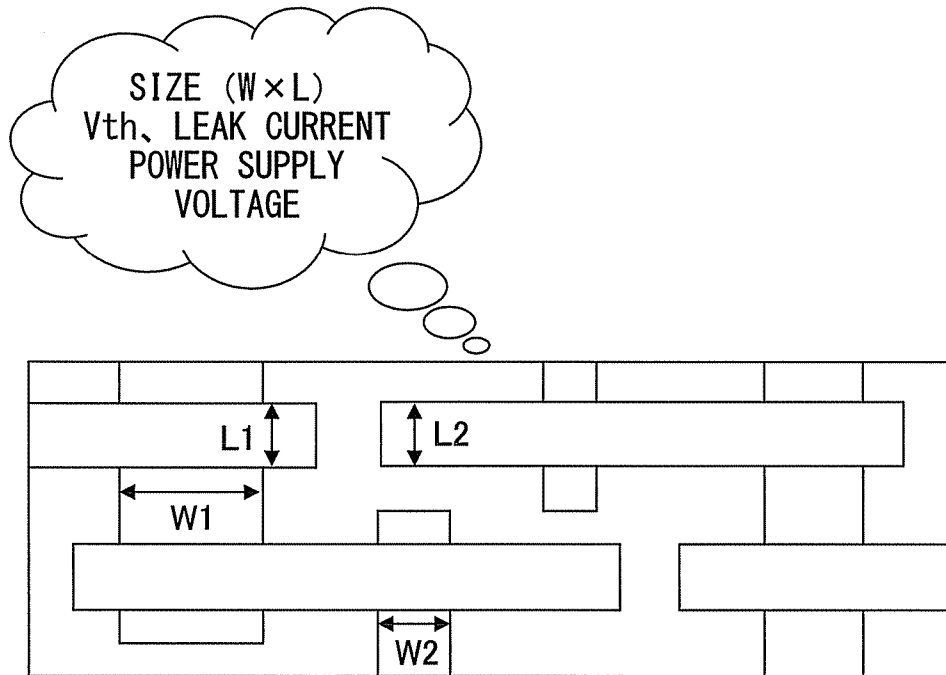 SIZE (W×L)
Vth、LEAK CURRENT
POWER SUPPLY
VOLTAGE
L1
L2
W1
W2